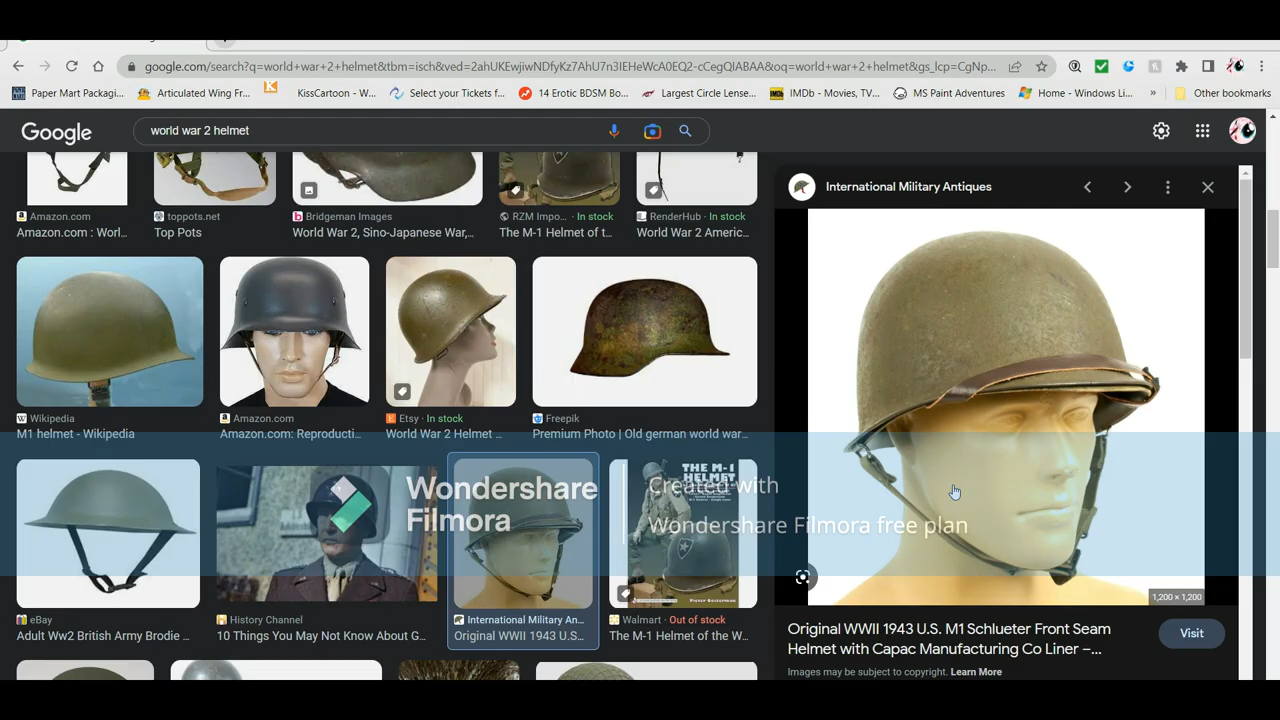 google.com/search?q=world+war+2+helmet&tbm=isch&ved=2ahUKEwjiwNDfyKz7AhU7n3IEHeWcA0EQ2-cCegQIABAA&oq=world+war+2+helmet&gs_lcp=CgNp...
Paper Mart Packagi... Articulated Wing Fr... KissCartoon - W... Select your Tickets f... 14 Erotic BDSM Bo... Largest Circle Lense... IMDb - Movies, TV... MS Paint Adventures Home - Windows Li... » Other bookmarks
Google world war 2 helmet
International Military Antiques
Amazon.com toppots.net Bridgeman Images RZM Impo... · In stock RenderHub · In stock
Amazon.com : Worl... Top Pots World War 2, Sino-Japanese War,... The M-1 Helmet of t... World War 2 Americ...
Wikipedia Amazon.com Etsy · In stock Freepik
M1 helmet - Wikipedia Amazon.com: Reproducti... World War 2 Helmet ... Premium Photo | Old german world war...
THE M-1
HELMET
Wondershare
Filmora
Created with
Wondershare Filmora free plan
1,200 × 1,200
eBay History Channel International Military An... Walmart · Out of stock
Adult Ww2 British Army Brodie ... 10 Things You May Not Know About G... Original WWII 1943 U.S... The M-1 Helmet of the W...
Original WWII 1943 U.S. M1 Schlueter Front Seam
Helmet with Capac Manufacturing Co Liner –...
Visit
Images may be subject to copyright. Learn More